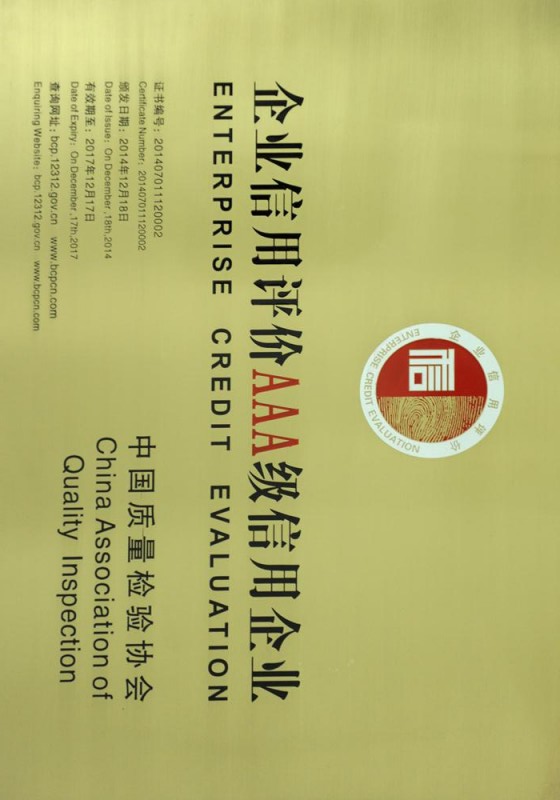 企业信用评价
ENTERPRISE CREDIT EVALUATION
信
企业信用评价AAA级信用企业
ENTERPRISE CREDIT EVALUATION
证书编号：201407011120002
Certificate Number：201407011120002
颁发日期：2014年12月18日
Date of Issue：On December ,18th,2014
有效期至：2017年12月17日
Date of Expiry：On December ,17th,2017
查询网址：bcp.12312.gov.cn www.bcpcn.com
Enquiring Website：bcp.12312.gov.cn www.bcpcn.com
中国质量检验协会
China Association of
Quality Inspection